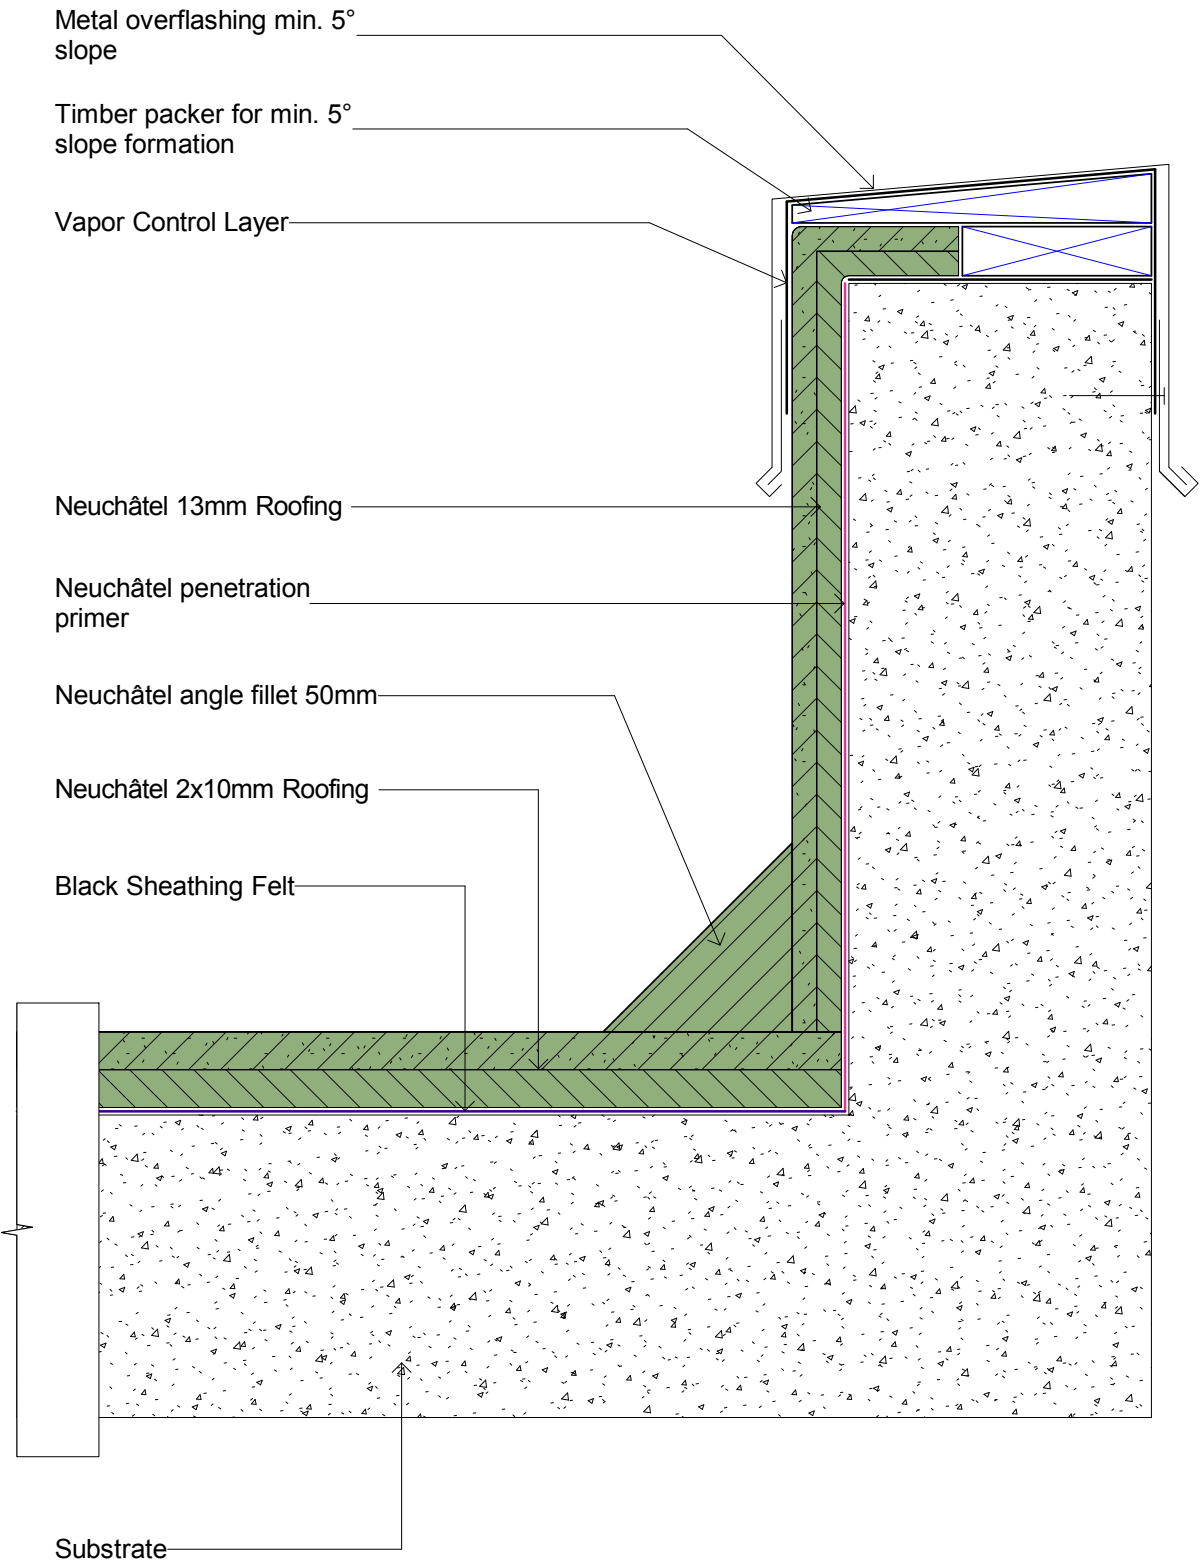 Metal overflashing min. 5°
slope
Timber packer for min. 5°
slope formation
Vapor Control Layer
Neuchâtel 13mm Roofing
Neuchâtel penetration
primer
Neuchâtel angle fillet 50mm
Neuchâtel 2x10mm Roofing
Black Sheathing Felt
Substrate